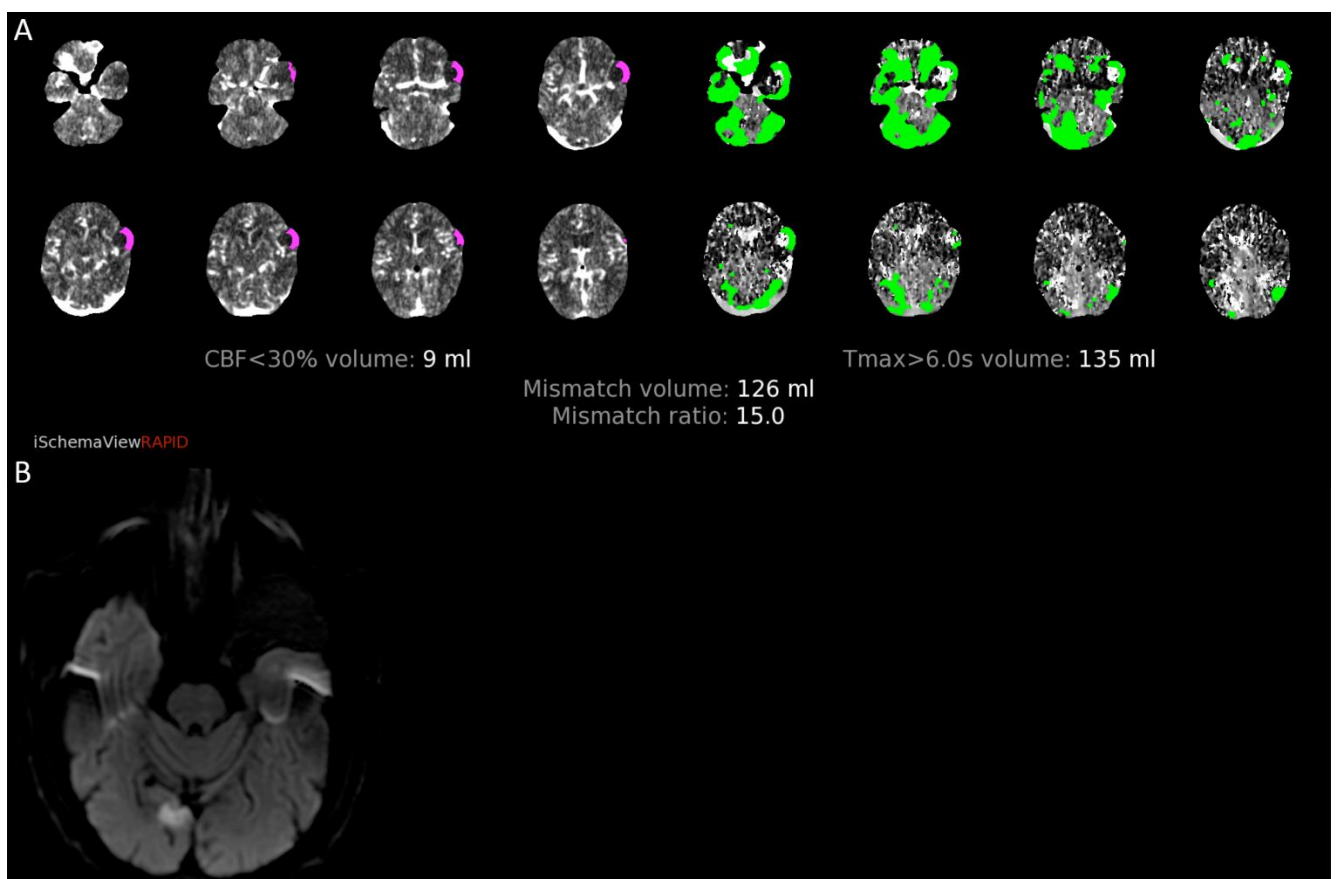 A
CBF<30% volume: 9 ml
Tmax>6.0s volume: 135 ml
Mismatch volume: 126 ml
Mismatch ratio: 15.0
iSchemaViewRAPID
B